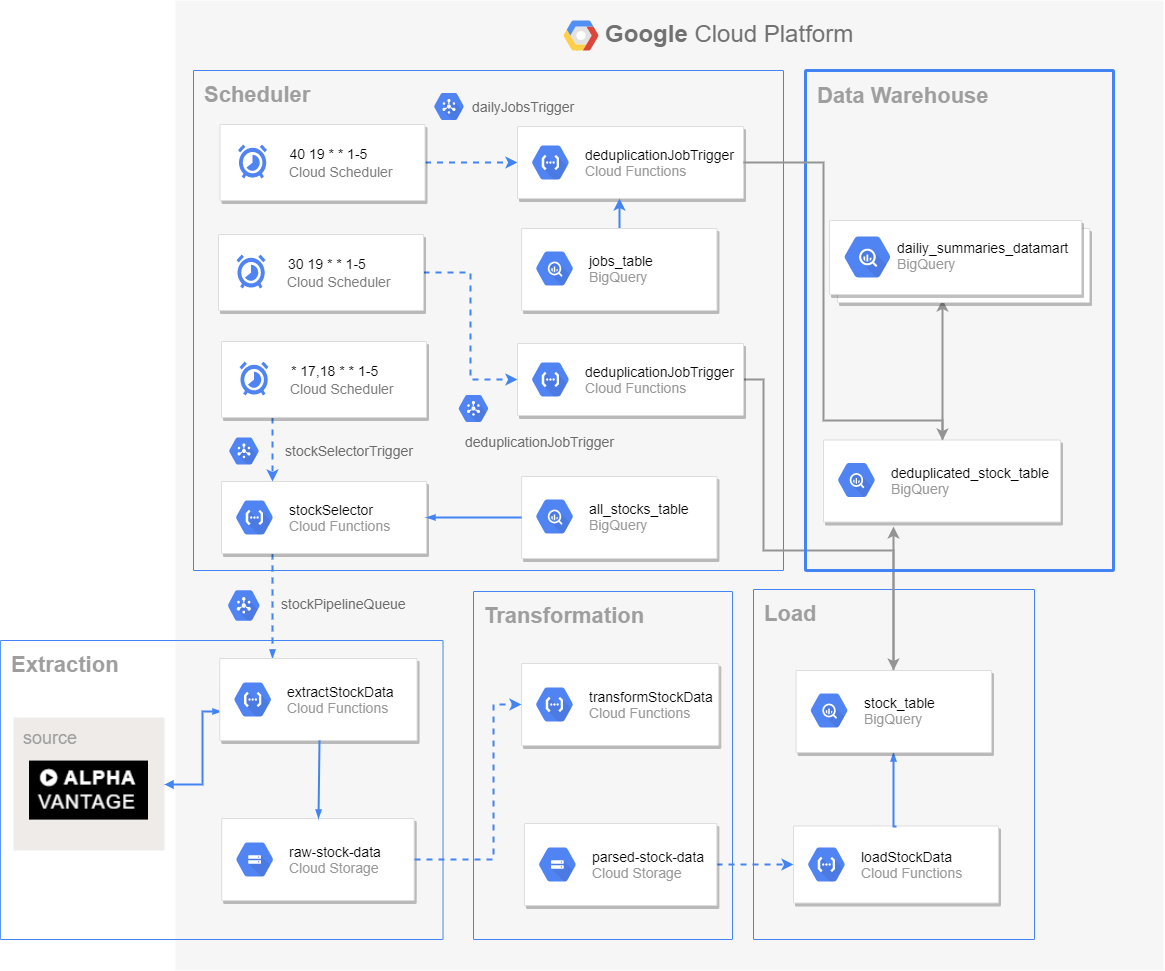 Google Cloud Platform
Scheduler
dailyJobsTrigger
40 19 * * 1-5
Cloud Scheduler
deduplicationJobTrigger
Cloud Functions
30 19 * * 1-5
Cloud Scheduler
jobs_table
BigQuery
* 17,18 * * 1-5
Cloud Scheduler
deduplicationJobTrigger
Cloud Functions
deduplicationJobTrigger
stockSelectorTrigger
stockSelector
Cloud Functions
all_stocks_table
BigQuery
stockPipelineQueue
Data Warehouse
dailiy_summaries_datamart
BigQuery
deduplicated_stock_table
BigQuery
Extraction
source
ALPHA
VANTAGE
extractStockData
Cloud Functions
raw-stock-data
Cloud Storage
Transformation
transformStockData
Cloud Functions
parsed-stock-data
Cloud Storage
Load
stock_table
BigQuery
loadStockData
Cloud Functions